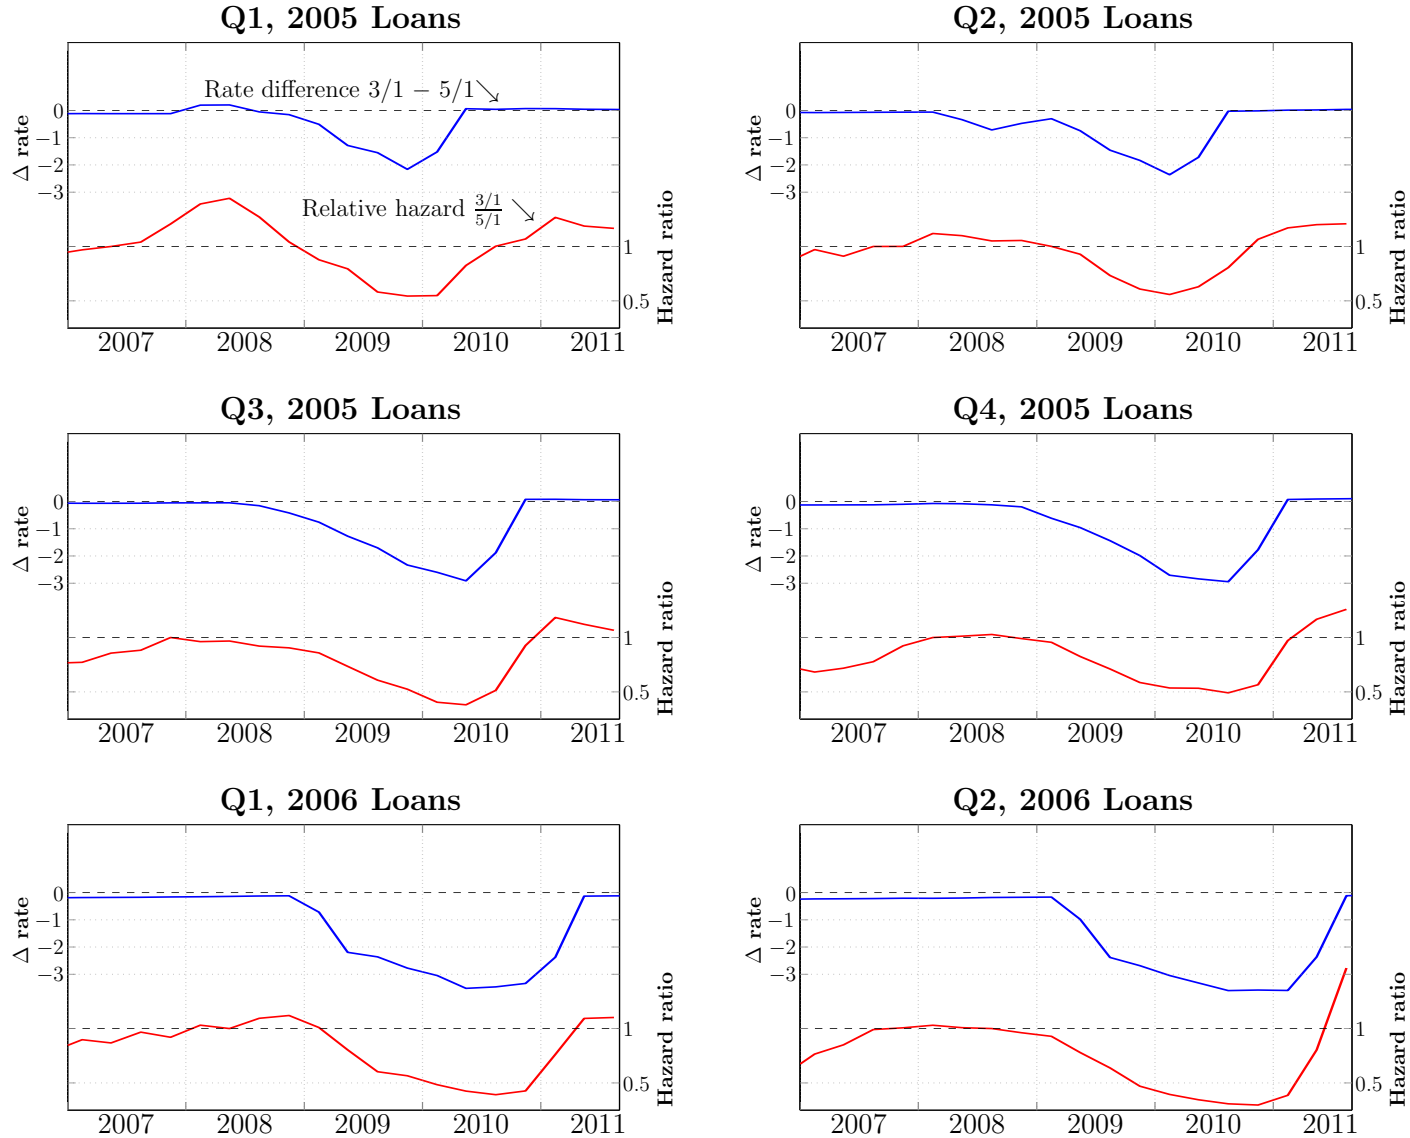 Q1, 2005 Loans
Rate difference 3/1 − 5/1
Δ rate
0
−1
−2
−3
Relative hazard 3/1
5/1
Hazard ratio
1
0.5
2007 2008 2009 2010 2011
Q2, 2005 Loans
Δ rate
0
−1
−2
−3
Hazard ratio
1
0.5
2007 2008 2009 2010 2011
Q3, 2005 Loans
Δ rate
0
−1
−2
−3
Hazard ratio
1
0.5
2007 2008 2009 2010 2011
Q4, 2005 Loans
Δ rate
0
−1
−2
−3
Hazard ratio
1
0.5
2007 2008 2009 2010 2011
Q1, 2006 Loans
Δ rate
0
−1
−2
−3
Hazard ratio
1
0.5
2007 2008 2009 2010 2011
Q2, 2006 Loans
Δ rate
0
−1
−2
−3
Hazard ratio
1
0.5
2007 2008 2009 2010 2011